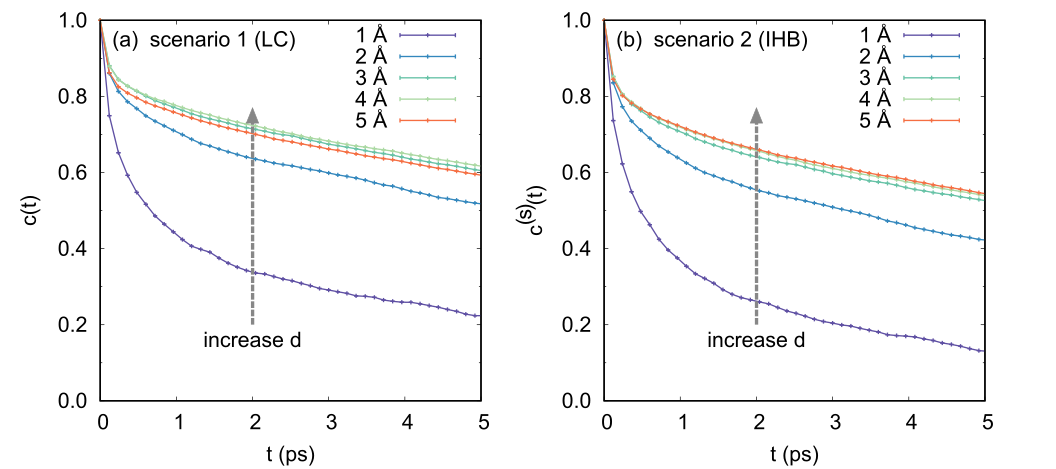 (a) scenario 1 (LC)
1 Å
2 Å
3 Å
4 Å
5 Å
increase d
c(t)
1.0
0.8
0.6
0.4
0.2
0.0
0 1 2 3 4 5
t (ps)
(b) scenario 2 (IHB)
1 Å
2 Å
3 Å
4 Å
5 Å
increase d
c(s)(t)
1.0
0.8
0.6
0.4
0.2
0.0
0 1 2 3 4 5
t (ps)